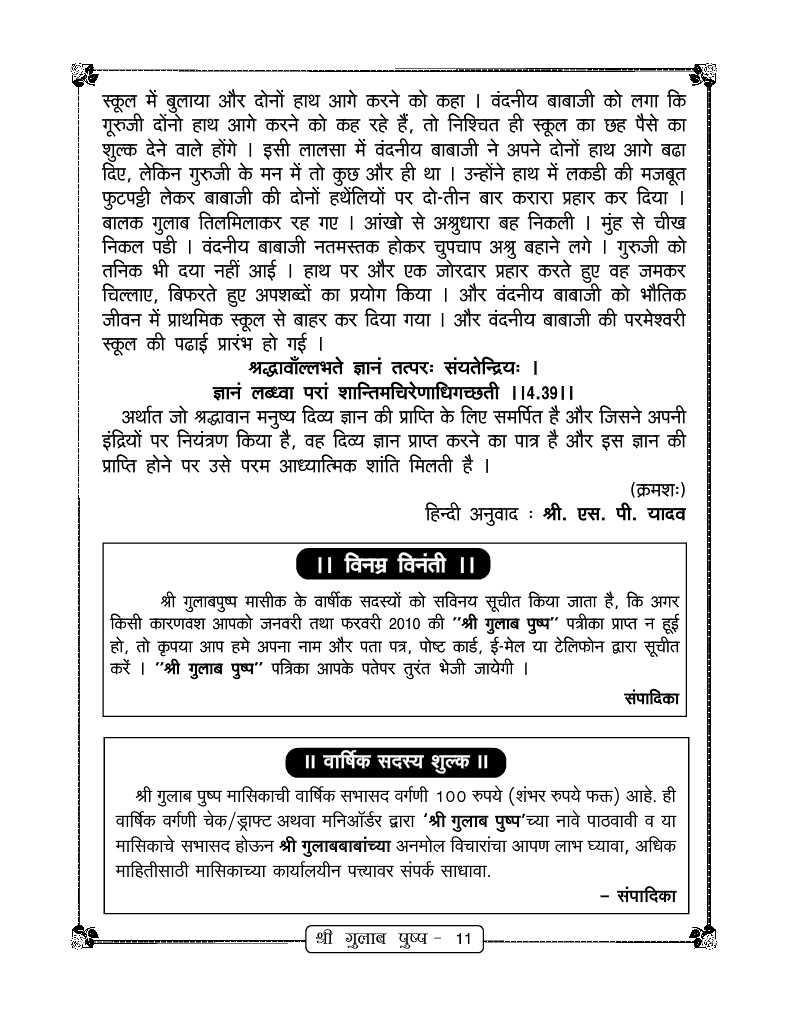 स्कूल में बुलाया और दोनों हाथ आगे करने को कहा । वंदनीय बाबाजी को लगा कि
गूरुजी दोंनो हाथ आगे करने को कह रहे हैं, तो निश्चित ही स्कूल का छह पैसे का
शुल्क देने वाले होंगे । इसी लालसा में वंदनीय बाबाजी ने अपने दोनों हाथ आगे बढा
दिए, लेकिन गुरुजी के मन में तो कुछ और ही था । उन्होंने हाथ में लकडी की मजबूत
फुटपट्टी लेकर बाबाजी की दोनों हथेंलियों पर दो-तीन बार करारा प्रहार कर दिया ।
बालक गुलाब तिलमिलाकर रह गए । आंखो से अश्रुधारा बह निकली । मुंह से चीख
निकल पडी । वंदनीय बाबाजी नतमस्तक होकर चुपचाप अश्रु बहाने लगे । गुरुजी को
तनिक भी दया नहीं आई । हाथ पर और एक जोरदार प्रहार करते हुए वह जमकर
चिल्लाए, बिफरते हुए अपशब्दों का प्रयोग किया । और वंदनीय बाबाजी को भौतिक
जीवन में प्राथमिक स्कूल से बाहर कर दिया गया । और वंदनीय बाबाजी की परमेश्वरी
स्कूल की पढाई प्रारंभ हो गई ।
श्रद्धावाँल्लभते ज्ञानं तत्परः संयतेन्द्रियः ।
ज्ञानं लब्ध्वा परां शान्तिमचिरेणाधिगच्छती ।।4.39।।
अर्थात जो श्रद्धावान मनुष्य दिव्य ज्ञान की प्राप्ति के लिए समर्पित है और जिसने अपनी
इंद्रियों पर नियंत्रण किया है, वह दिव्य ज्ञान प्राप्त करने का पात्र है और इस ज्ञान की
प्राप्ति होने पर उसे परम आध्यात्मिक शांति मिलती है ।
(क्रमशः)
हिन्दी अनुवाद : श्री. एस. पी. यादव
।। विनम्र विनंती ।।
श्री गुलाबपुष्प मासीक के वार्षीक सदस्यों को सविनय सूचीत किया जाता है, कि अगर
किसी कारणवश आपको जनवरी तथा फरवरी 2010 की "श्री गुलाब पुष्प" पत्रीका प्राप्त न हूई
हो, तो कृपया आप हमे अपना नाम और पता पत्र, पोष्ट कार्ड, ई-मेल या टेलिफोन द्वारा सूचीत
करें । "श्री गुलाब पुष्प" पत्रिका आपके पतेपर तुरंत भेजी जायेगी ।
संपादिका
।। वार्षिक सदस्य शुल्क ।।
श्री गुलाब पुष्प मासिकाची वार्षिक सभासद वर्गणी 100 रुपये (शंभर रुपये फक्त) आहे. ही
वार्षिक वर्गणी चेक/ड्राफ्ट अथवा मनिऑर्डर द्वारा ‘श्री गुलाब पुष्प’च्या नावे पाठवावी व या
मासिकाचे सभासद होऊन श्री गुलाबबाबांच्या अनमोल विचारांचा आपण लाभ घ्यावा, अधिक
माहितीसाठी मासिकाच्या कार्यालयीन पत्त्यावर संपर्क साधावा.
– संपादिका
श्री गुलाब पुष्प - 11